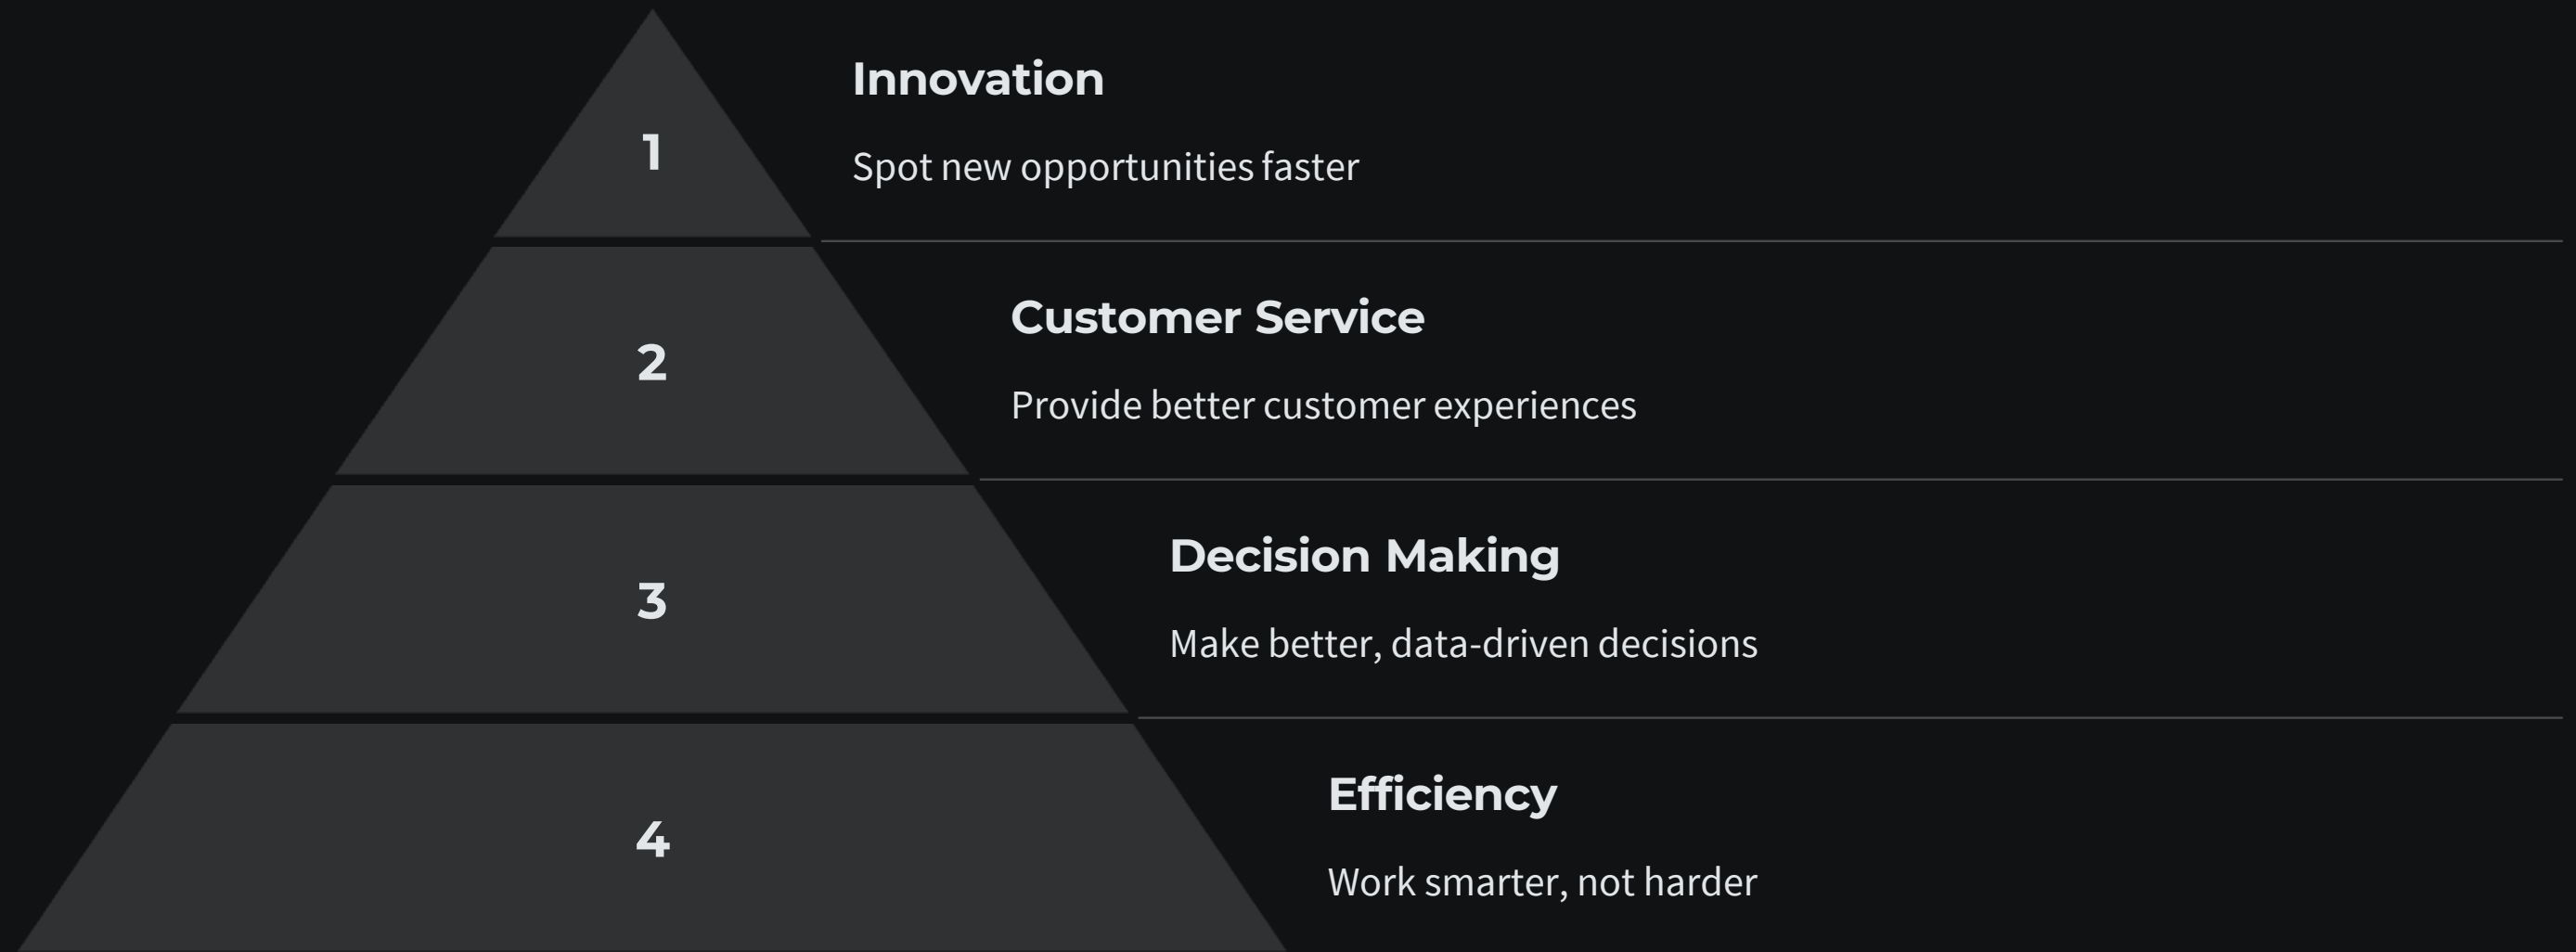 1
Innovation
Spot new opportunities faster
2
Customer Service
Provide better customer experiences
3
Decision Making
Make better, data-driven decisions
4
Efficiency
Work smarter, not harder